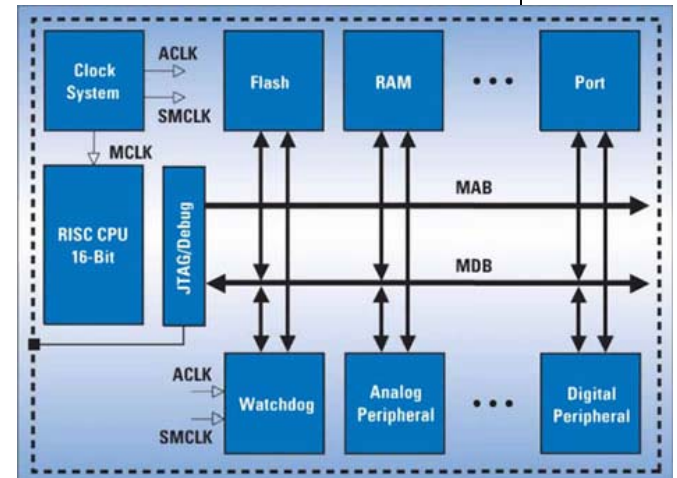 Clock
System
ACLK
SMCLK
MCLK
Flash
RAM
Port
RISC CPU
16-Bit
JTAG/Debug
MAB
MDB
ACLK
SMCLK
Watchdog
Analog
Peripheral
Digital
Peripheral